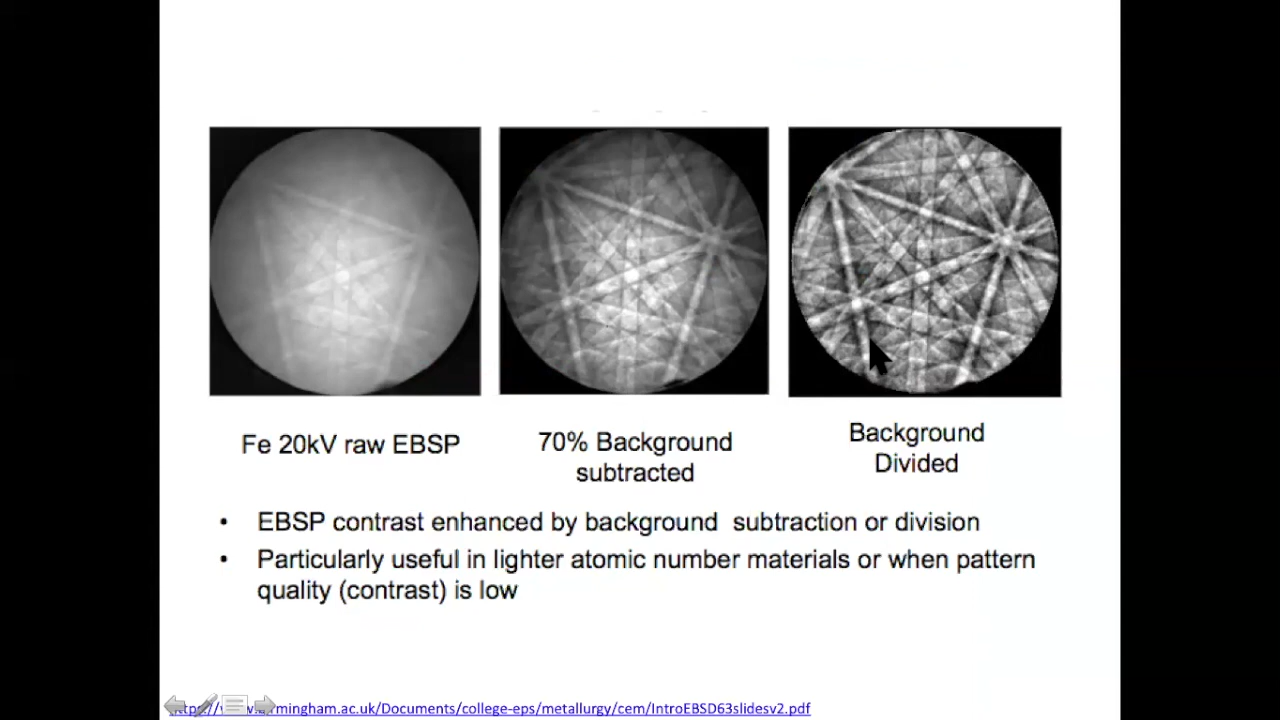 Fe 20kV raw EBSP
70% Background
subtracted
Background
Divided
• EBSP contrast enhanced by background subtraction or division
• Particularly useful in lighter atomic number materials or when pattern
quality (contrast) is low
rmingham.ac.uk/Documents/college-eps/metallurgy/cem/IntroEBSD63slidesv2.pdf